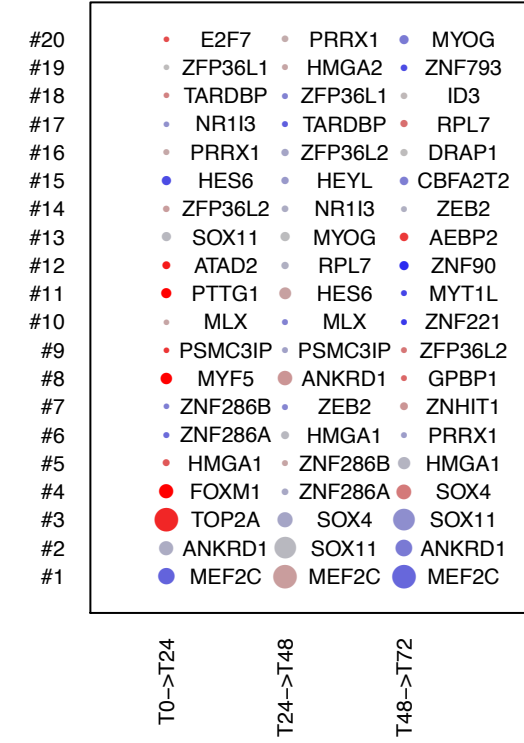 #20 E2F7 PRRX1 MYOG
#19 ZFP36L1 HMGA2 ZNF793
#18 TARDBP ZFP36L1 ID3
#17 NR1I3 TARDBP RPL7
#16 PRRX1 ZFP36L2 DRAP1
#15 HES6 HEYL CBFA2T2
#14 ZFP36L2 NR1I3 ZEB2
#13 SOX11 MYOG AEBP2
#12 ATAD2 RPL7 ZNF90
#11 PTTG1 HES6 MYT1L
#10 MLX MLX ZNF221
#9 PSMC3IP PSMC3IP ZFP36L2
#8 MYF5 ANKRD1 GPBP1
#7 ZNF286B ZEB2 ZNHIT1
#6 ZNF286A HMGA1 PRRX1
#5 HMGA1 ZNF286B HMGA1
#4 FOXM1 ZNF286A SOX4
#3 TOP2A SOX4 SOX11
#2 ANKRD1 SOX11 ANKRD1
#1 MEF2C MEF2C MEF2C
T0−>T24
T24−>T48
T48−>T72